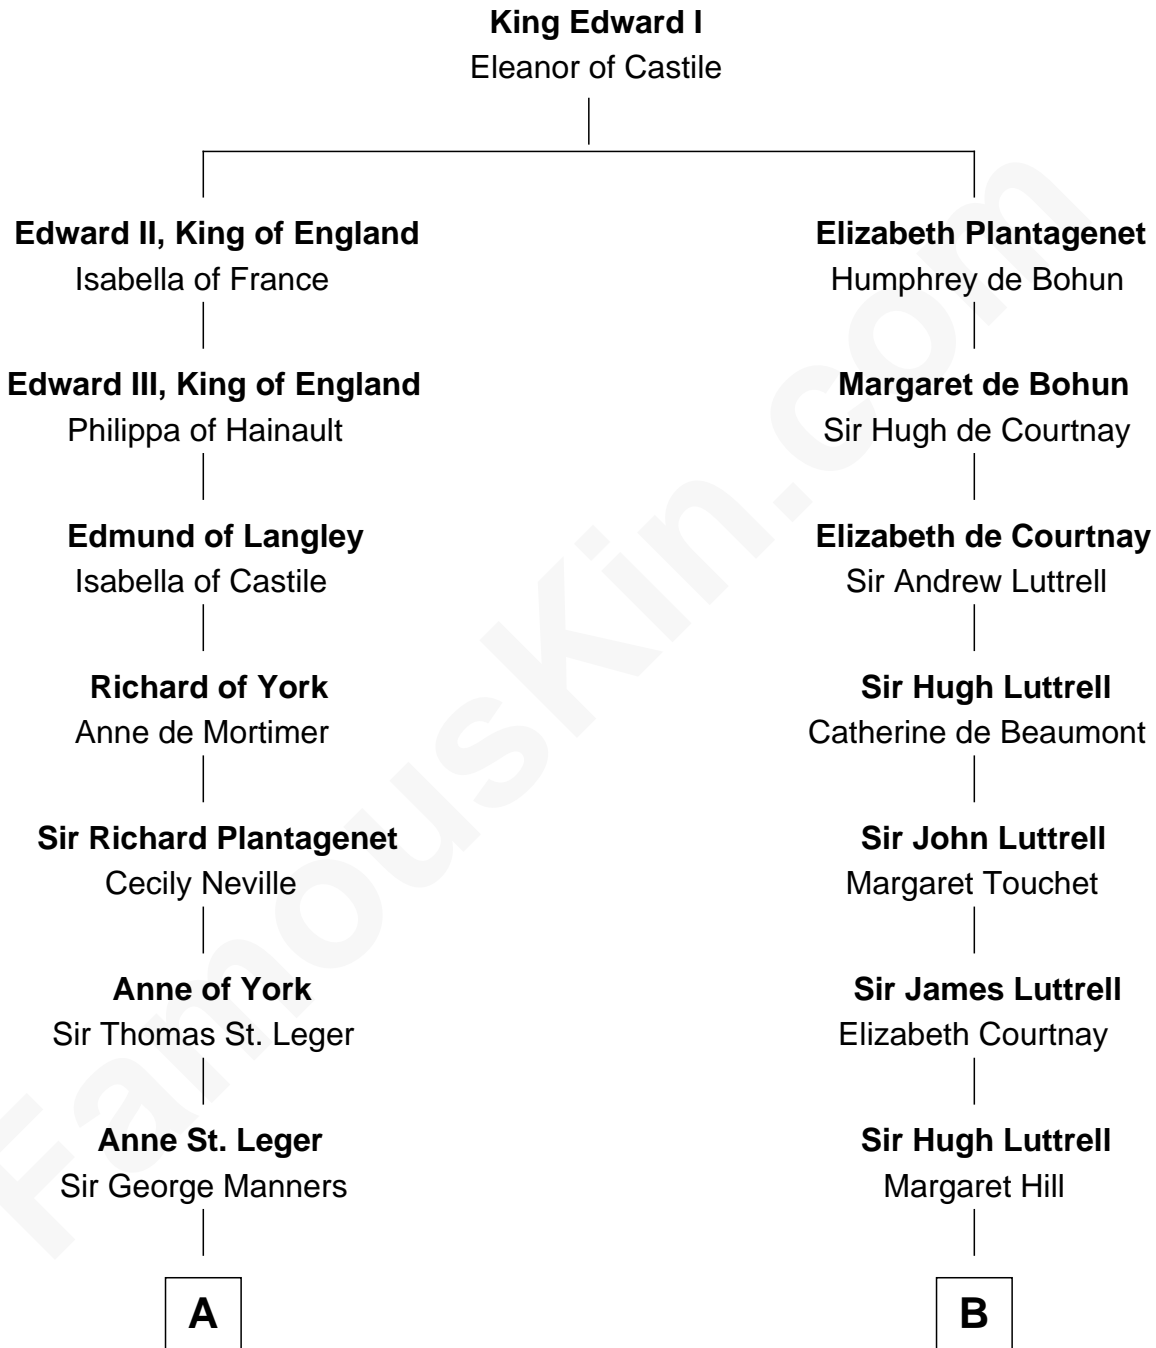 King Edward I
Eleanor of Castile
Edward II, King of England
Isabella of France
Edward III, King of England
Philippa of Hainault
Edmund of Langley
Isabella of Castile
Richard of York
Anne de Mortimer
Sir Richard Plantagenet
Cecily Neville
Anne of York
Sir Thomas St. Leger
Anne St. Leger
Sir George Manners
A
Elizabeth Plantagenet
Humphrey de Bohun
Margaret de Bohun
Sir Hugh de Courtnay
Elizabeth de Courtnay
Sir Andrew Luttrell
Sir Hugh Luttrell
Catherine de Beaumont
Sir John Luttrell
Margaret Touchet
Sir James Luttrell
Elizabeth Courtnay
Sir Hugh Luttrell
Margaret Hill
B
FamousKin.com